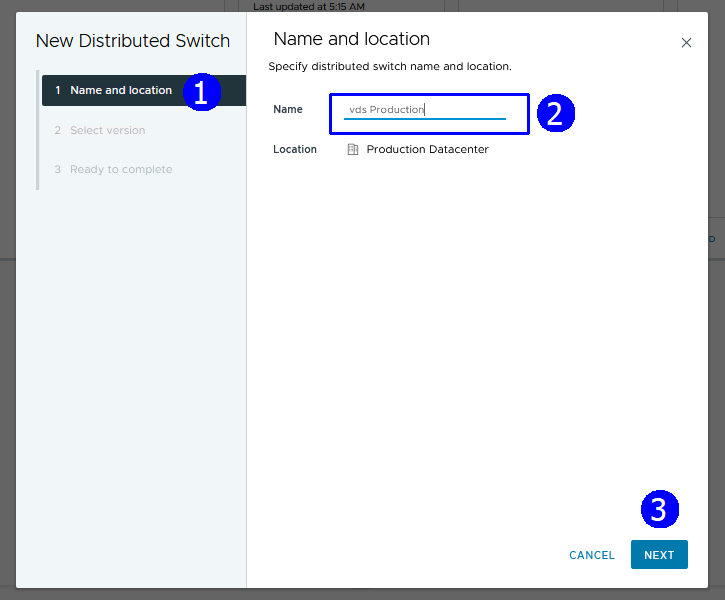 Last updated at 5:15 AM
New Distributed Switch
1 Name and location
1
2 Select version
3 Ready to complete
Name and location
Specify distributed switch name and location.
Name
vds Production
2
Location
Production Datacenter
3
CANCEL
NEXT